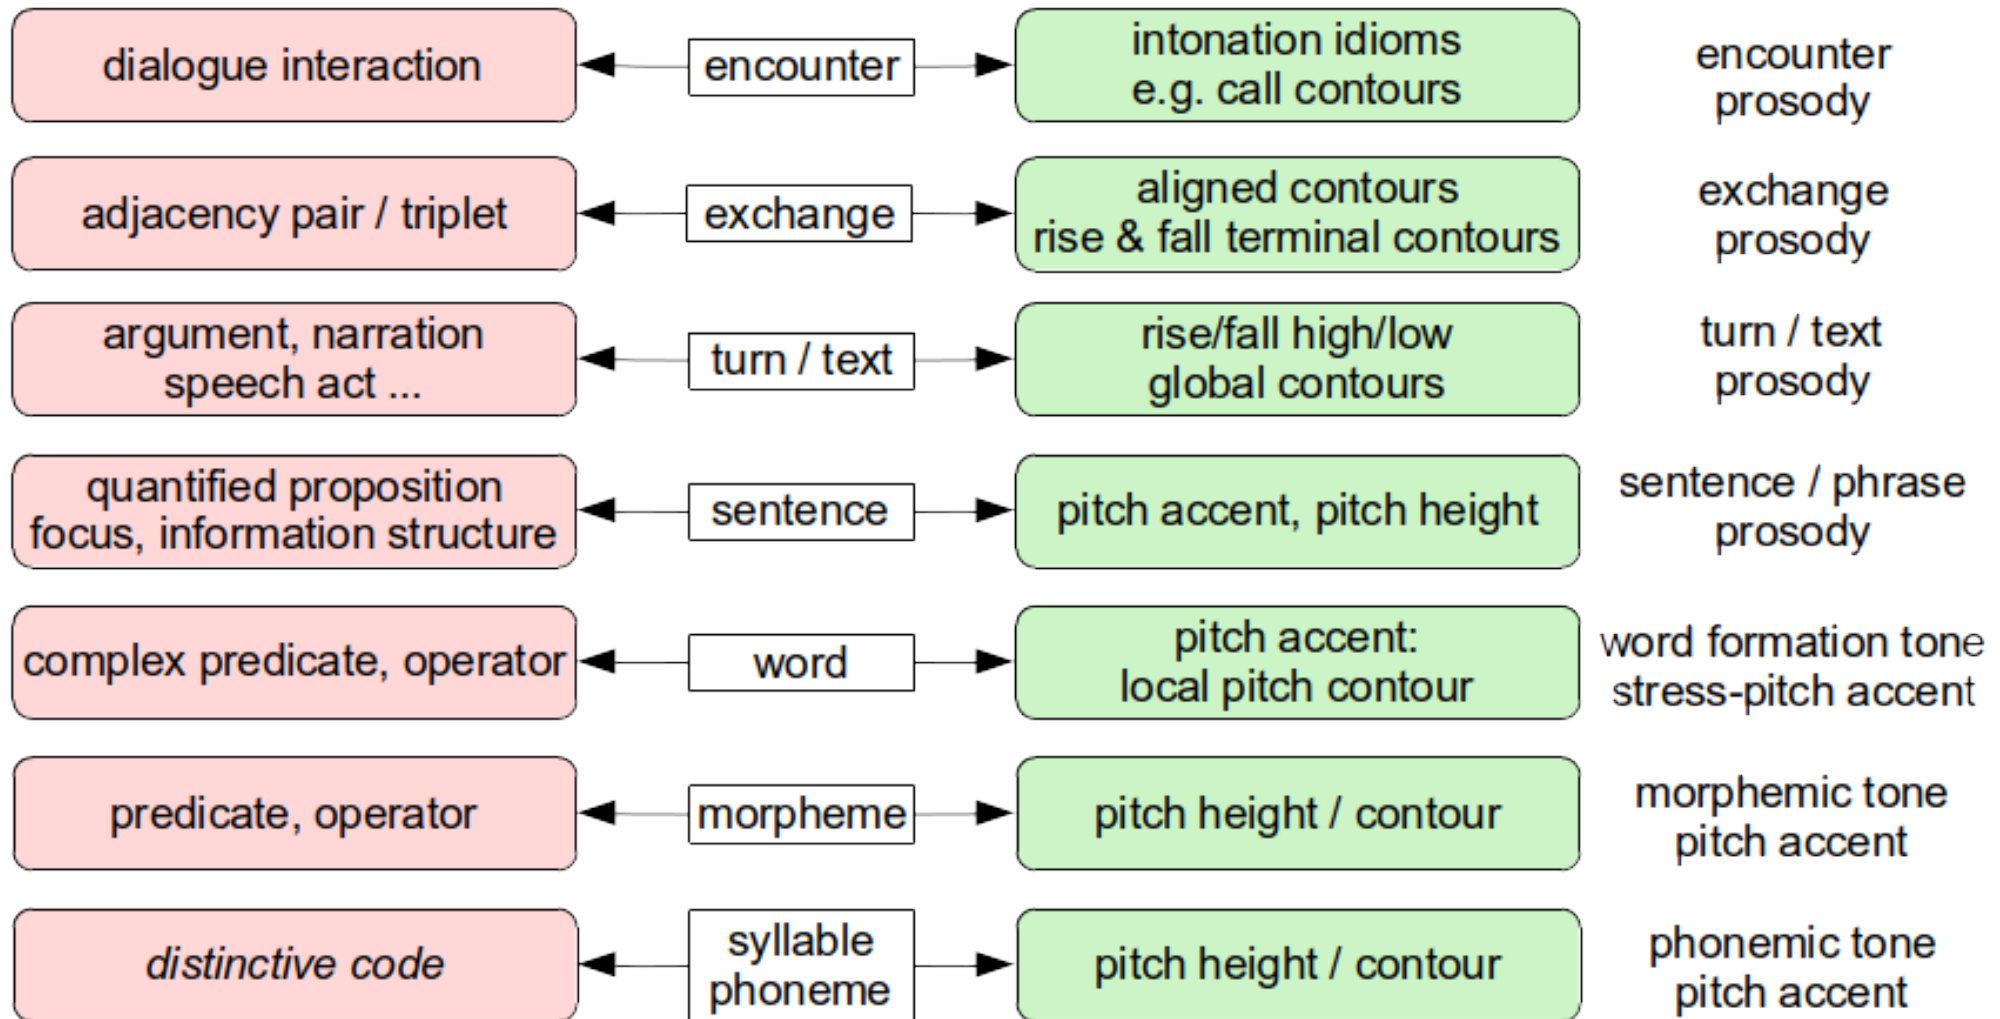 dialogue interaction
encounter
intonation idioms
e.g. call contours
encounter
prosody
adjacency pair / triplet
exchange
aligned contours
rise & fall terminal contours
exchange
prosody
argument, narration
speech act ...
turn / text
rise/fall high/low
global contours
turn / text
prosody
quantified proposition
focus, information structure
sentence
pitch accent, pitch height
sentence / phrase
prosody
complex predicate, operator
word
pitch accent:
local pitch contour
word formation tone
stress-pitch accent
predicate, operator
morpheme
pitch height / contour
morphemic tone
pitch accent
distinctive code
syllable
phoneme
pitch height / contour
phonemic tone
pitch accent